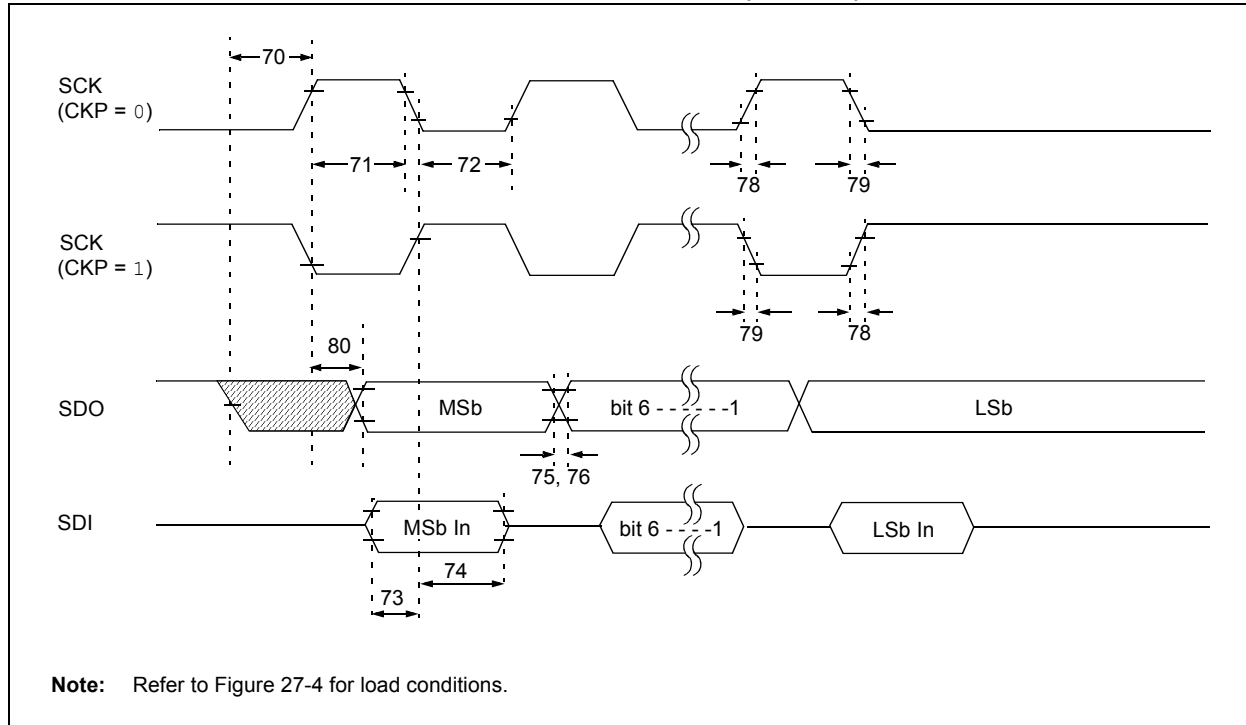 70
SCK
(CKP = 0)
71
72
78
79
SCK
(CKP = 1)
79
78
80
SDO
MSb
bit 6 - - - - - -1
LSb
75, 76
SDI
MSb In
bit 6 - - - -1
LSb In
74
73
Note: Refer to Figure 27-4 for load conditions.